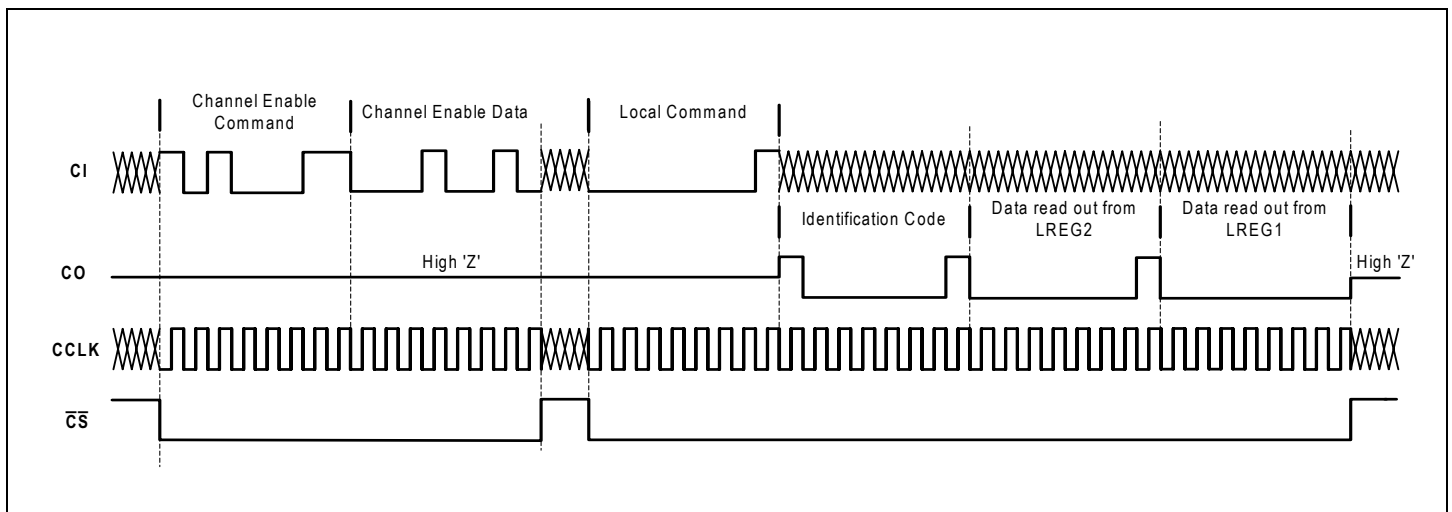 Channel Enable
Command
Channel Enable Data
Local Command
CI
Identification Code
Data read out from
LREG2
Data read out from
LREG1
CO
High 'Z'
High 'Z'
CCLK
CS